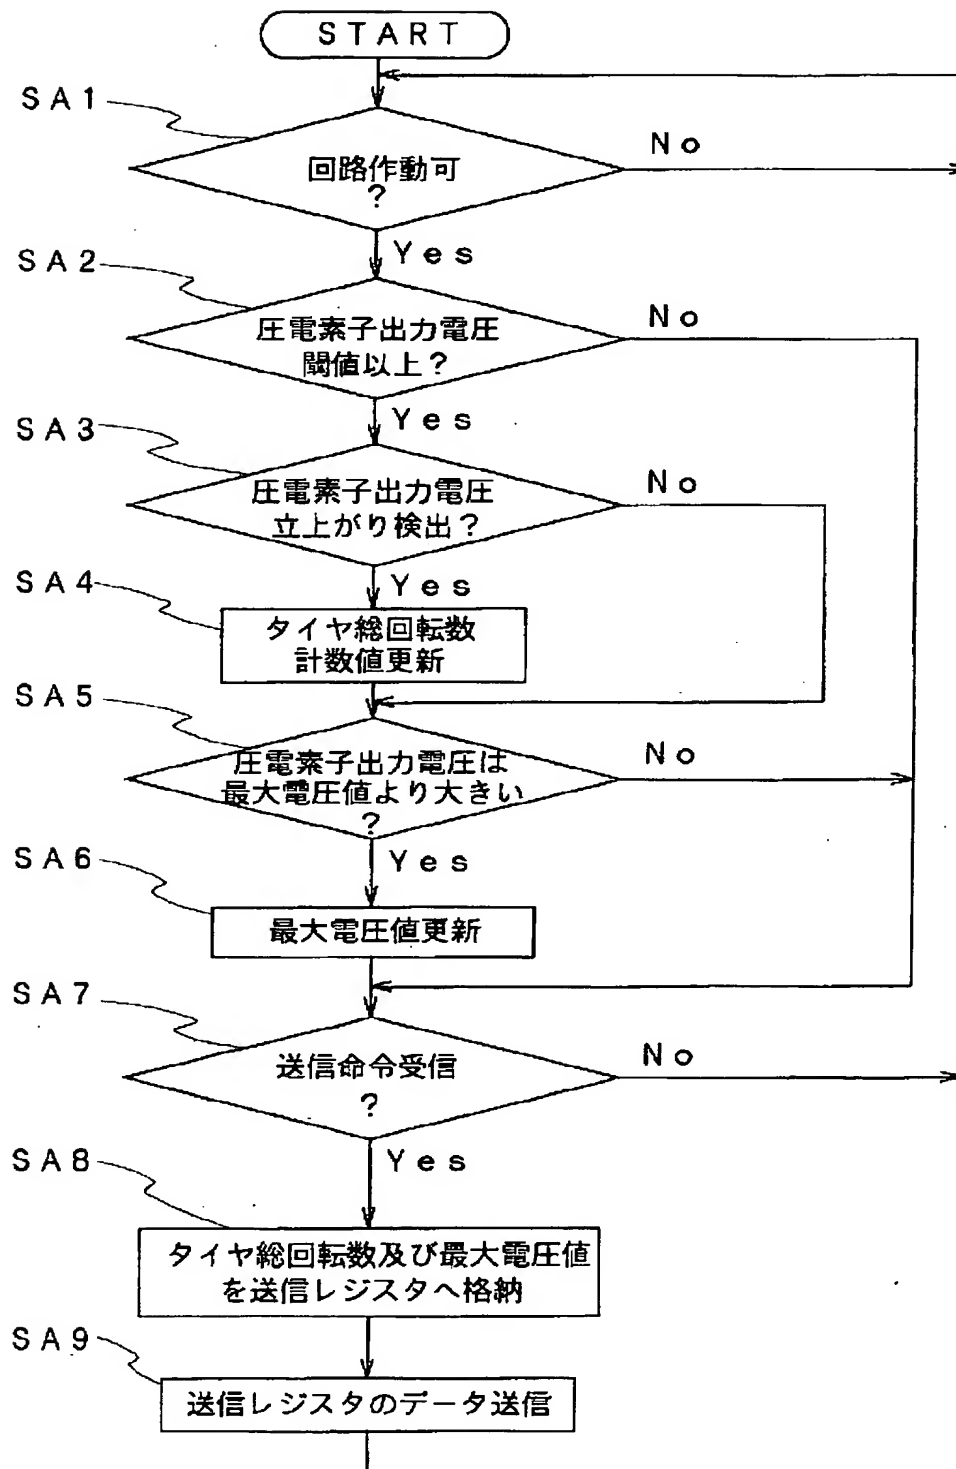 START
SA1
回路作動可
?
No
Yes
SA2
圧電素子出力電圧
閾値以上?
No
Yes
SA3
圧電素子出力電圧
立上がり検出?
No
Yes
SA4
タイヤ総回転数
計数値更新
SA5
圧電素子出力電圧は
最大電圧値より大きい
?
No
Yes
SA6
最大電圧値更新
SA7
送信命令受信
?
No
Yes
SA8
タイヤ総回転数及び最大電圧値
を送信レジスタへ格納
SA9
送信レジスタのデータ送信